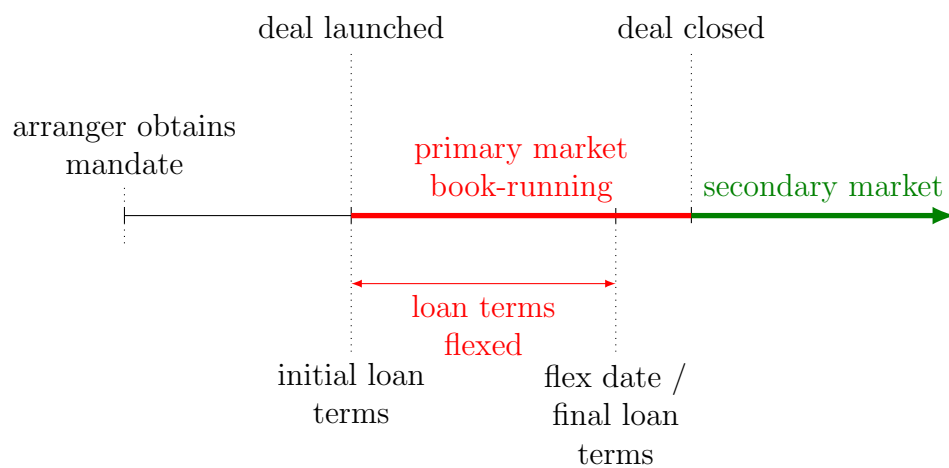 deal launched
deal closed
arranger obtains
mandate
primary market
book-running
secondary market
loan terms
flexed
initial loan
terms
flex date /
final loan
terms